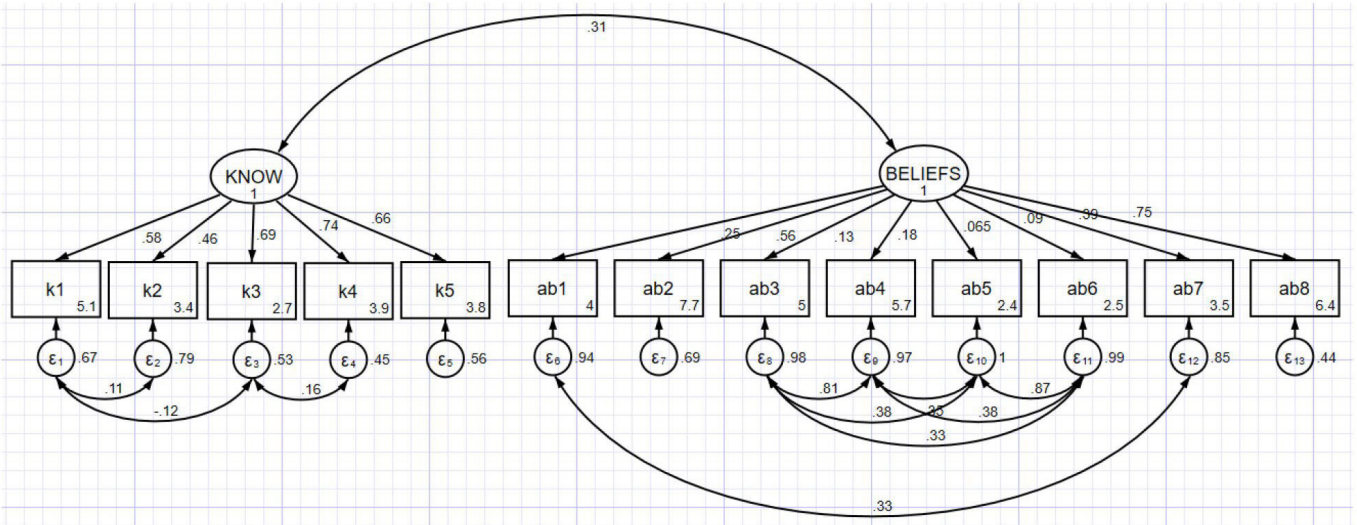 .31
KNOW
1
BELIEFS
1
.58 .46 .69 .74 .66
.25 .56 .13 .18 .065 .09 .39 .75
k1 5.1
k2 3.4
k3 2.7
k4 3.9
k5 3.8
ab1 4
ab2 7.7
ab3 5
ab4 5.7
ab5 2.4
ab6 2.5
ab7 3.5
ab8 6.4
ε1 .67
ε2 .79
ε3 .53
ε4 .45
ε5 .56
ε6 .94
ε7 .69
ε8 .98
ε9 .97
ε10 1
ε11 .99
ε12 .85
ε13 .44
.11 .16 .81 .87
-.12 .38 .35 .38
.33
.33